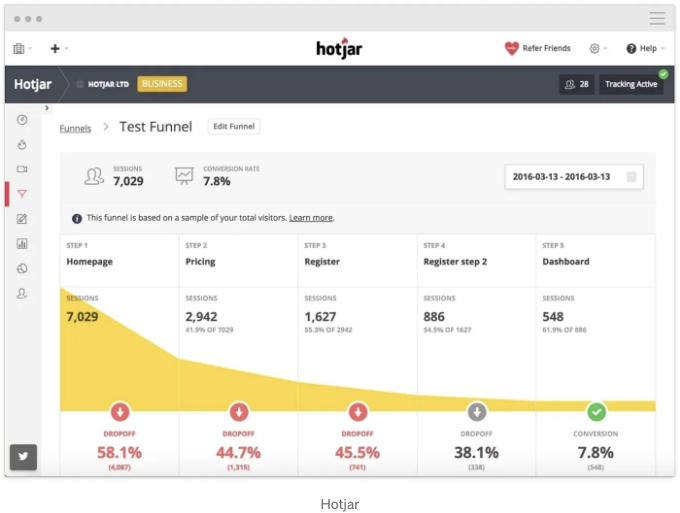 hotjar
Refer Friends
Help
Hotjar
HOTJAR LTD
BUSINESS
28
Tracking Active
Funnels
Test Funnel
Edit Funnel
SESSIONS
7,029
CONVERSION RATE
7.8%
2016-03-13 - 2016-03-13
This funnel is based on a sample of your total visitors. Learn more.
STEP 1
Homepage
STEP 2
Pricing
STEP 3
Register
STEP 4
Register step 2
STEP 5
Dashboard
SESSIONS
7,029
SESSIONS
2,942
41.9% OF 7029
SESSIONS
1,627
55.3% OF 2942
SESSIONS
886
54.5% OF 1627
SESSIONS
548
61.9% OF 886
DROPOFF
58.1%
(4,087)
DROPOFF
44.7%
(1,315)
DROPOFF
45.5%
(741)
DROPOFF
38.1%
(338)
CONVERSION
7.8%
(548)
Hotjar